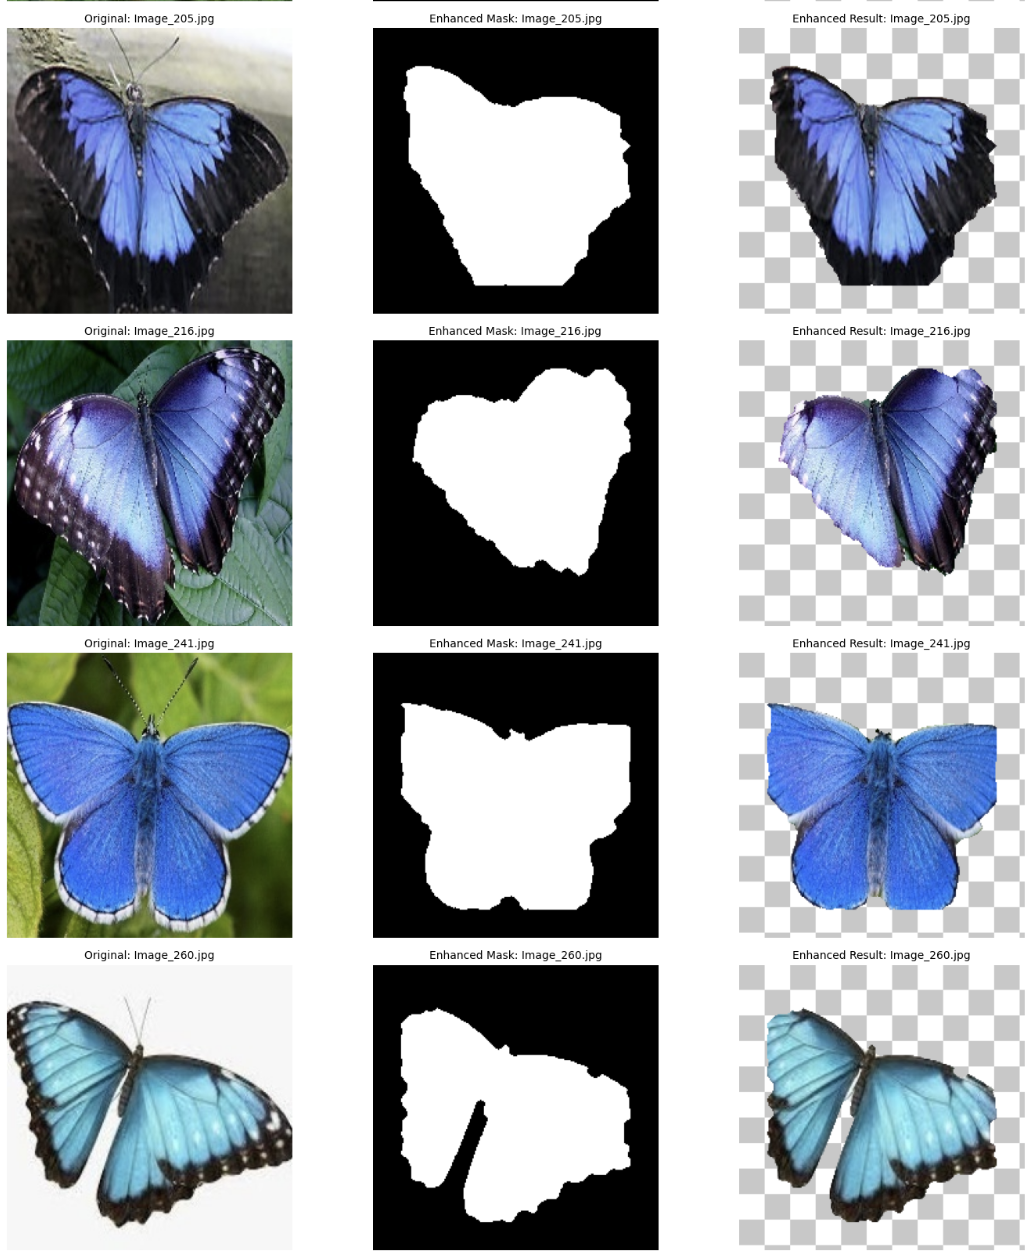 Original: Image_205.jpg Enhanced Mask: Image_205.jpg Enhanced Result: Image_205.jpg
Original: Image_216.jpg Enhanced Mask: Image_216.jpg Enhanced Result: Image_216.jpg
Original: Image_241.jpg Enhanced Mask: Image_241.jpg Enhanced Result: Image_241.jpg
Original: Image_260.jpg Enhanced Mask: Image_260.jpg Enhanced Result: Image_260.jpg